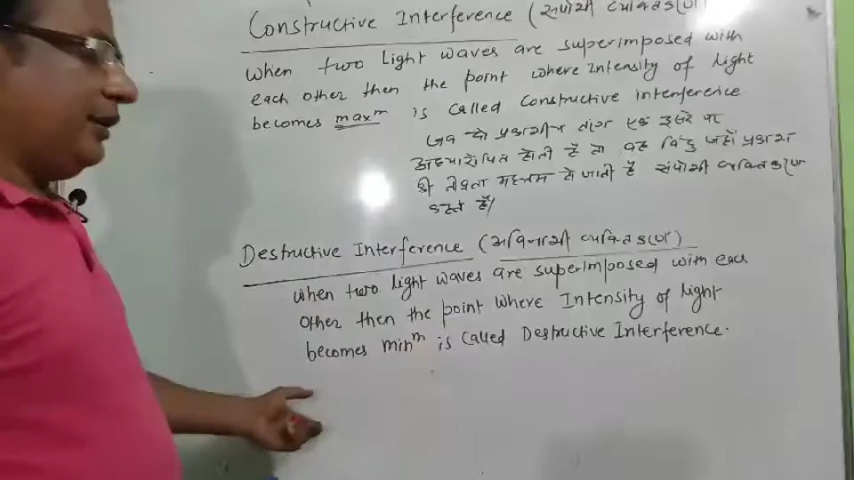 Constructive Interference (संपोषी व्यतिकरण)
When two Light waves are superimposed with
each other then the point where Intensity of light
becomes maxᵐ is called Constructive interference
जब दो प्रकाशीय तरंग एक दूसरे पर
अध्यारोपित होती है तो वह बिंदु जहाँ प्रकाश
की तीव्रता महत्तम हो जाती है संपोषी व्यतिकरण
कहते हैं/
Destructive Interference (व्यतिकरण)
When two light waves are superimposed with each
other then the point where Intensity of light
becomes minᵐ is called Destructive Interference.